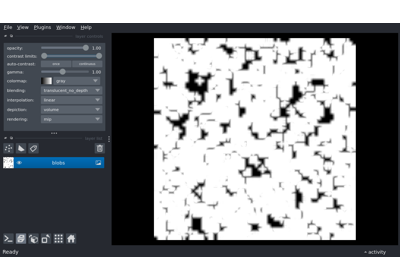 File View Plugins Window Help
opacity: 1.00
contrast limits:
auto-contrast: once continuous
gamma: 1.00
colormap: gray
blending: translucent_no_depth
interpolation: linear
depiction: volume
rendering: mip
blobs
Ready
activity